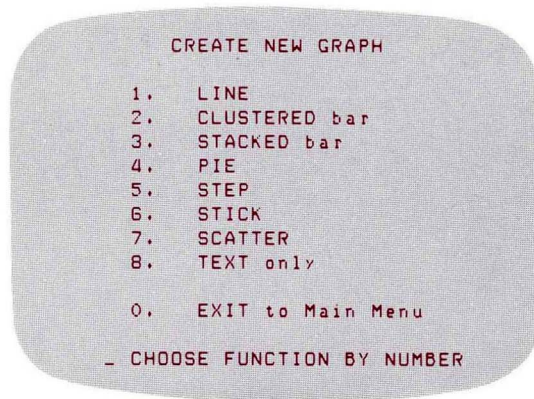 CREATE NEW GRAPH
1. LINE
2. CLUSTERED bar
3. STACKED bar
4. PIE
5. STEP
6. STICK
7. SCATTER
8. TEXT only
0. EXIT to Main Menu
_ CHOOSE FUNCTION BY NUMBER